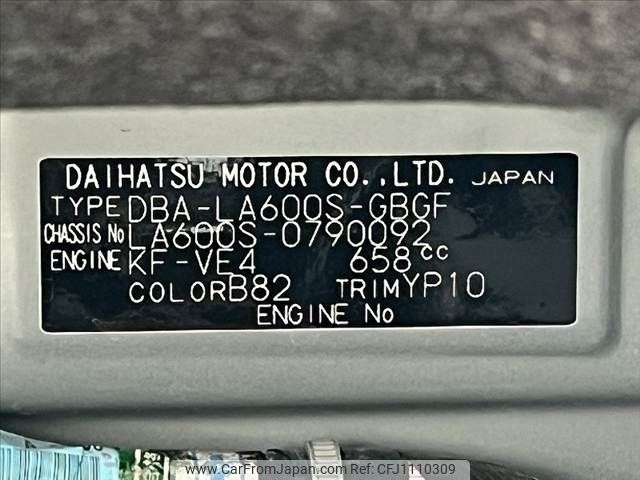 DAIHATSU MOTOR CO.,LTD. JAPAN
TYPE DBA-LA600S-GBGF
CHASSIS No LA600S-0790092
ENGINE KF-VE4 658cc
COLOR B82 TRIM YP10
ENGINE No
www.CarFromJapan.com ID: CFJ1110309